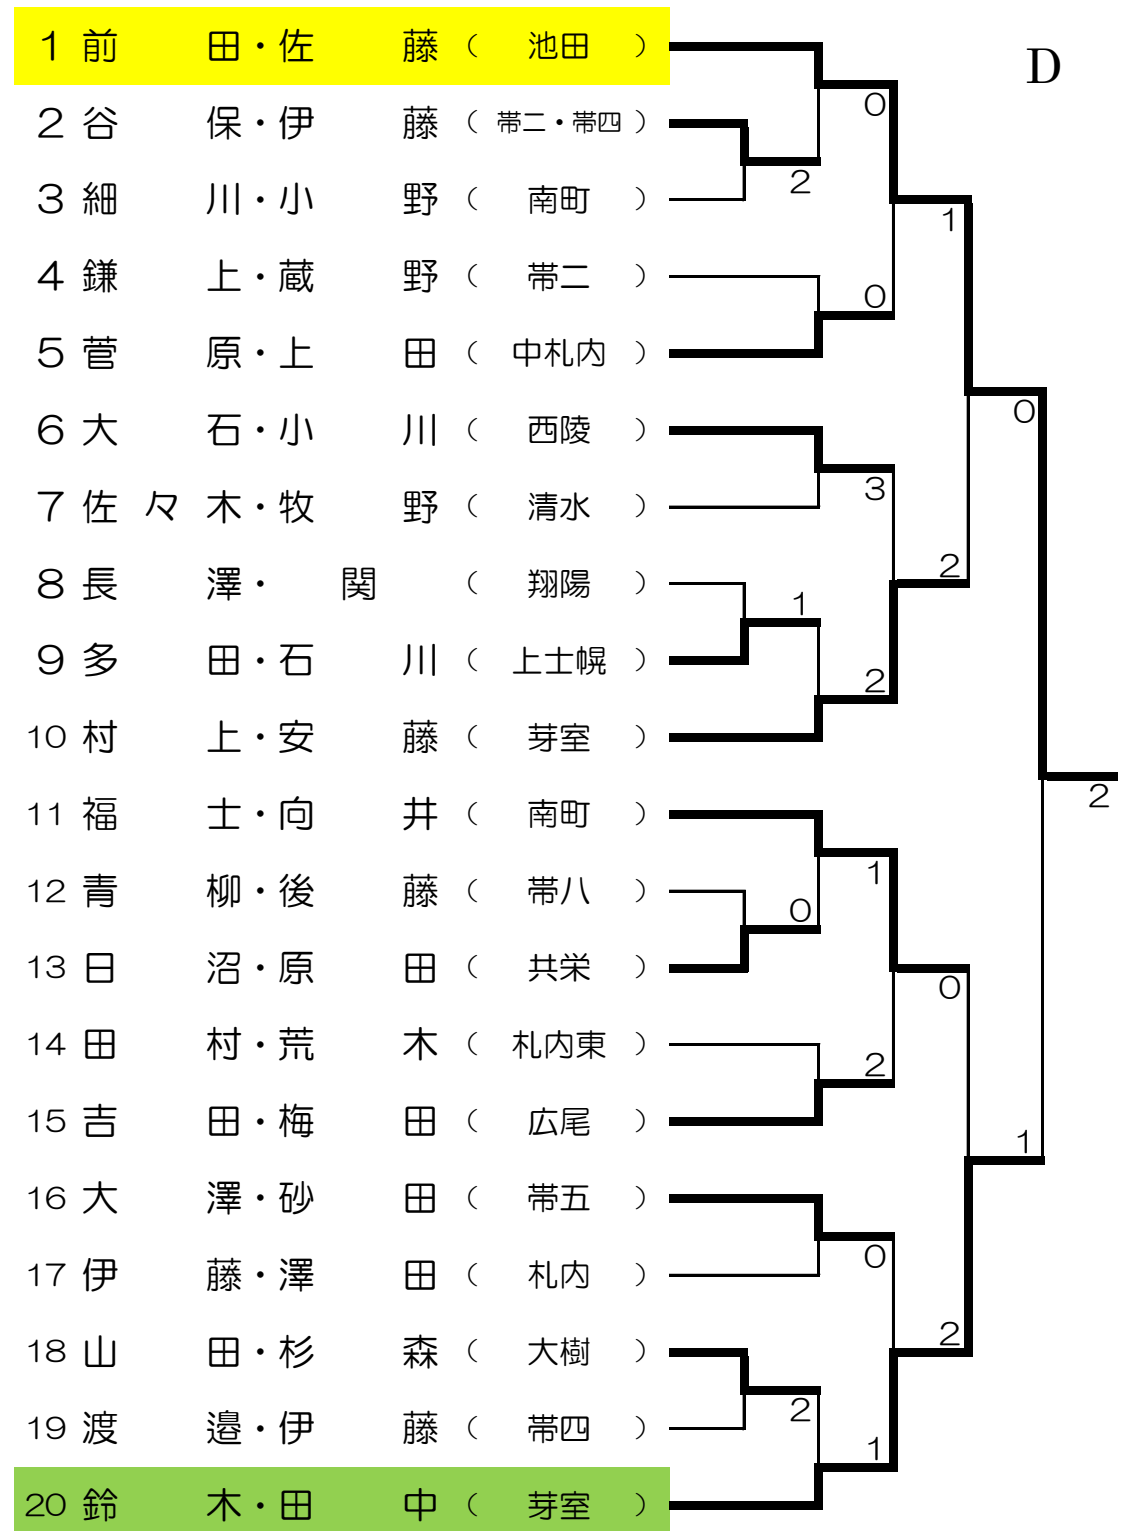 1 前田・佐藤（池田）
D
0
2 谷保・伊藤（帯二・帯四）
2
3 細川・小野（南町）
1
4 鎌上・蔵野（帯二）
0
5 菅原・上田（中札内）
0
6 大石・小川（西陵）
3
7 佐々木・牧野（清水）
2
8 長澤・関（翔陽）
1
9 多田・石川（上士幌）
2
10 村上・安藤（芽室）
2
11 福士・向井（南町）
1
12 青柳・後藤（帯八）
0
13 日沼・原田（共栄）
0
14 田村・荒木（札内東）
2
15 吉田・梅田（広尾）
1
16 大澤・砂田（帯五）
0
17 伊藤・澤田（札内）
2
18 山田・杉森（大樹）
2
19 渡邉・伊藤（帯四）
1
20 鈴木・田中（芽室）